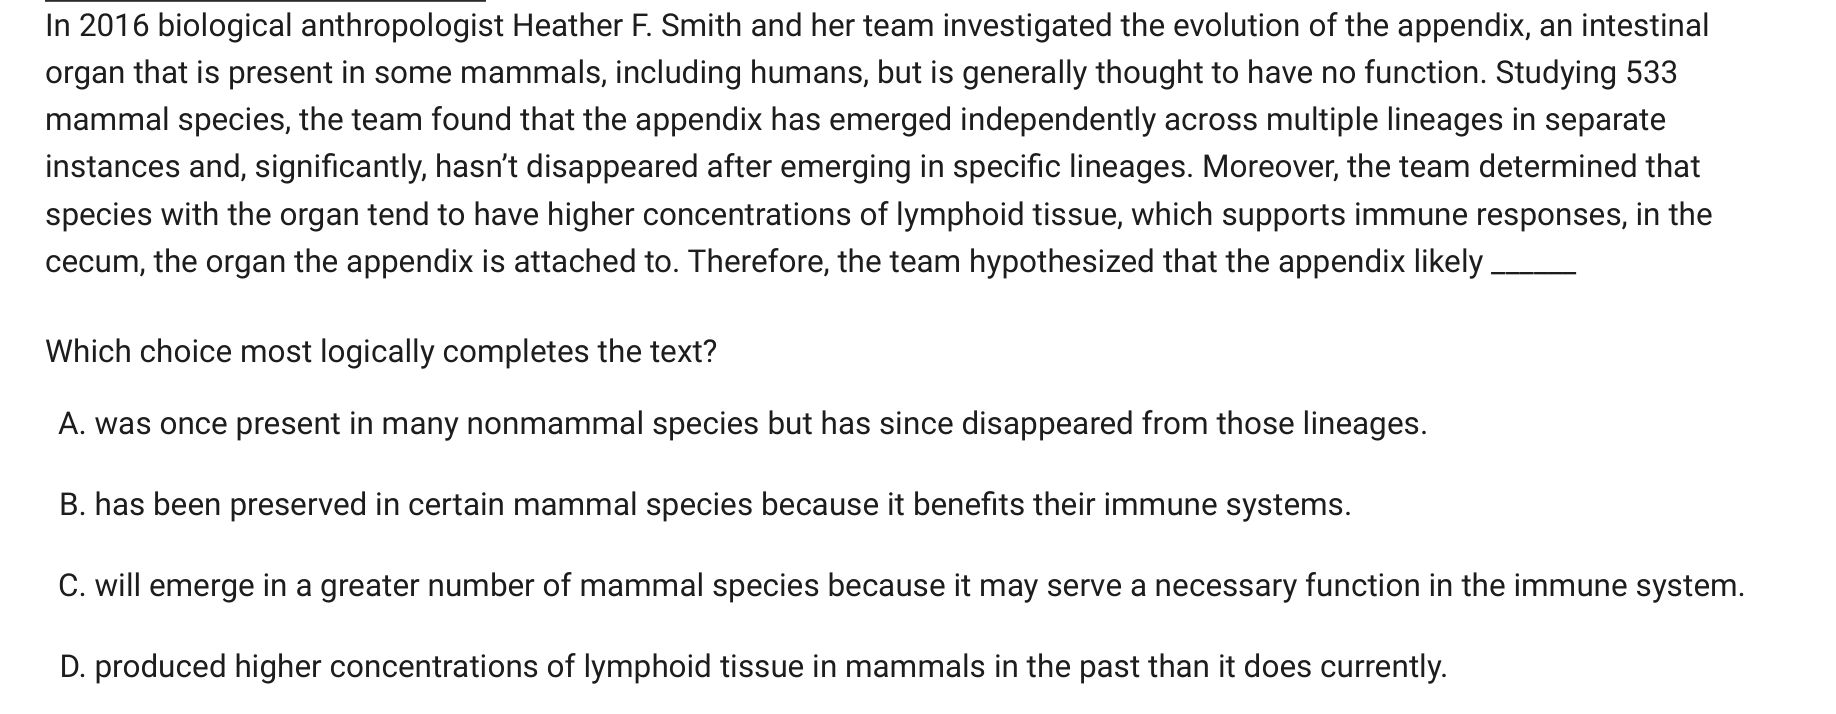 In 2016 biological anthropologist Heather F. Smith and her team investigated the evolution of the appendix, an intestinal
organ that is present in some mammals, including humans, but is generally thought to have no function. Studying 533
mammal species, the team found that the appendix has emerged independently across multiple lineages in separate
instances and, significantly, hasn’t disappeared after emerging in specific lineages. Moreover, the team determined that
species with the organ tend to have higher concentrations of lymphoid tissue, which supports immune responses, in the
cecum, the organ the appendix is attached to. Therefore, the team hypothesized that the appendix likely ______
Which choice most logically completes the text?
A. was once present in many nonmammal species but has since disappeared from those lineages.
B. has been preserved in certain mammal species because it benefits their immune systems.
C. will emerge in a greater number of mammal species because it may serve a necessary function in the immune system.
D. produced higher concentrations of lymphoid tissue in mammals in the past than it does currently.